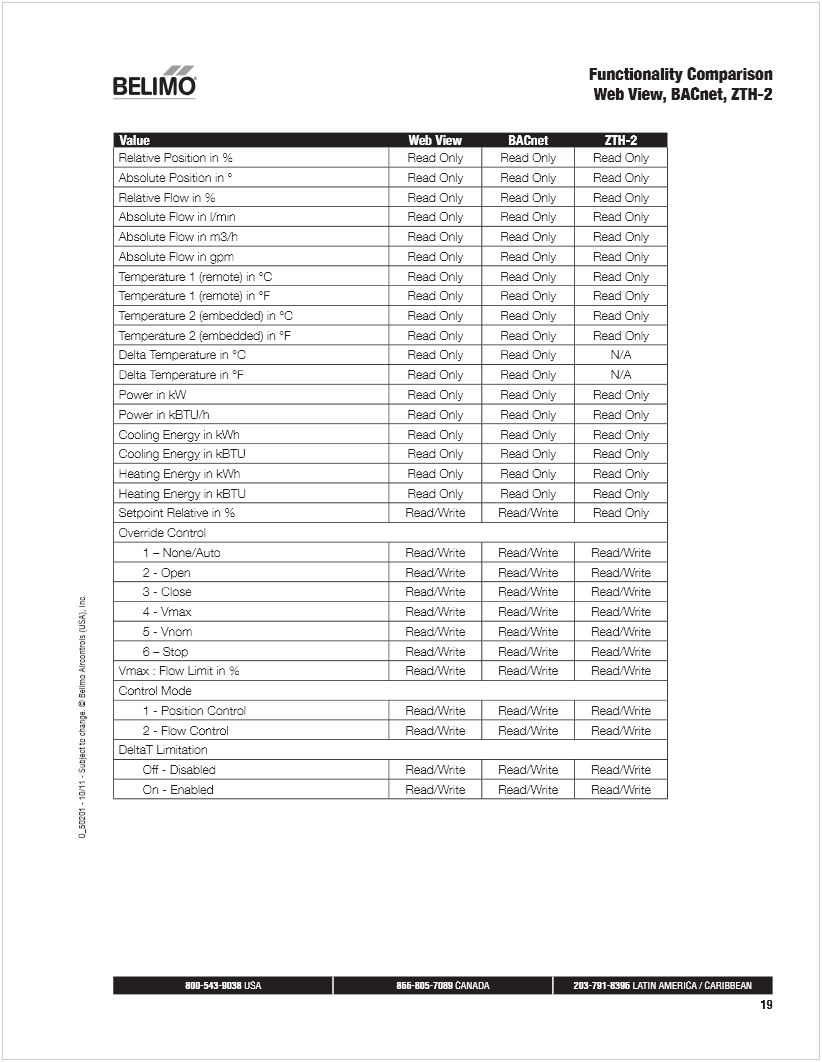 BELIMO
Functionality Comparison
Web View, BACnet, ZTH-2
Value Web View BACnet ZTH-2
Relative Position in % Read Only Read Only Read Only
Absolute Position in ° Read Only Read Only Read Only
Relative Flow in % Read Only Read Only Read Only
Absolute Flow in l/min Read Only Read Only Read Only
Absolute Flow in m3/h Read Only Read Only Read Only
Absolute Flow in gpm Read Only Read Only Read Only
Temperature 1 (remote) in °C Read Only Read Only Read Only
Temperature 1 (remote) in °F Read Only Read Only Read Only
Temperature 2 (embedded) in °C Read Only Read Only Read Only
Temperature 2 (embedded) in °F Read Only Read Only Read Only
Delta Temperature in °C Read Only Read Only N/A
Delta Temperature in °F Read Only Read Only N/A
Power in kW Read Only Read Only Read Only
Power in kBTU/h Read Only Read Only Read Only
Cooling Energy in kWh Read Only Read Only Read Only
Cooling Energy in kBTU Read Only Read Only Read Only
Heating Energy in kWh Read Only Read Only Read Only
Heating Energy in kBTU Read Only Read Only Read Only
Setpoint Relative in % Read/Write Read/Write Read Only
Override Control
1 – None/Auto Read/Write Read/Write Read/Write
2 - Open Read/Write Read/Write Read/Write
3 - Close Read/Write Read/Write Read/Write
4 - Vmax Read/Write Read/Write Read/Write
5 - Vnom Read/Write Read/Write Read/Write
6 – Stop Read/Write Read/Write Read/Write
Vmax : Flow Limit in % Read/Write Read/Write Read/Write
Control Mode
1 - Position Control Read/Write Read/Write Read/Write
2 - Flow Control Read/Write Read/Write Read/Write
DeltaT Limitation
Off - Disabled Read/Write Read/Write Read/Write
On - Enabled Read/Write Read/Write Read/Write
O_50201 - 10/11 - Subject to change. © Belimo Aircontrols (USA), Inc.
800-543-9038 USA 866-805-7089 CANADA 203-791-8396 LATIN AMERICA / CARIBBEAN
19